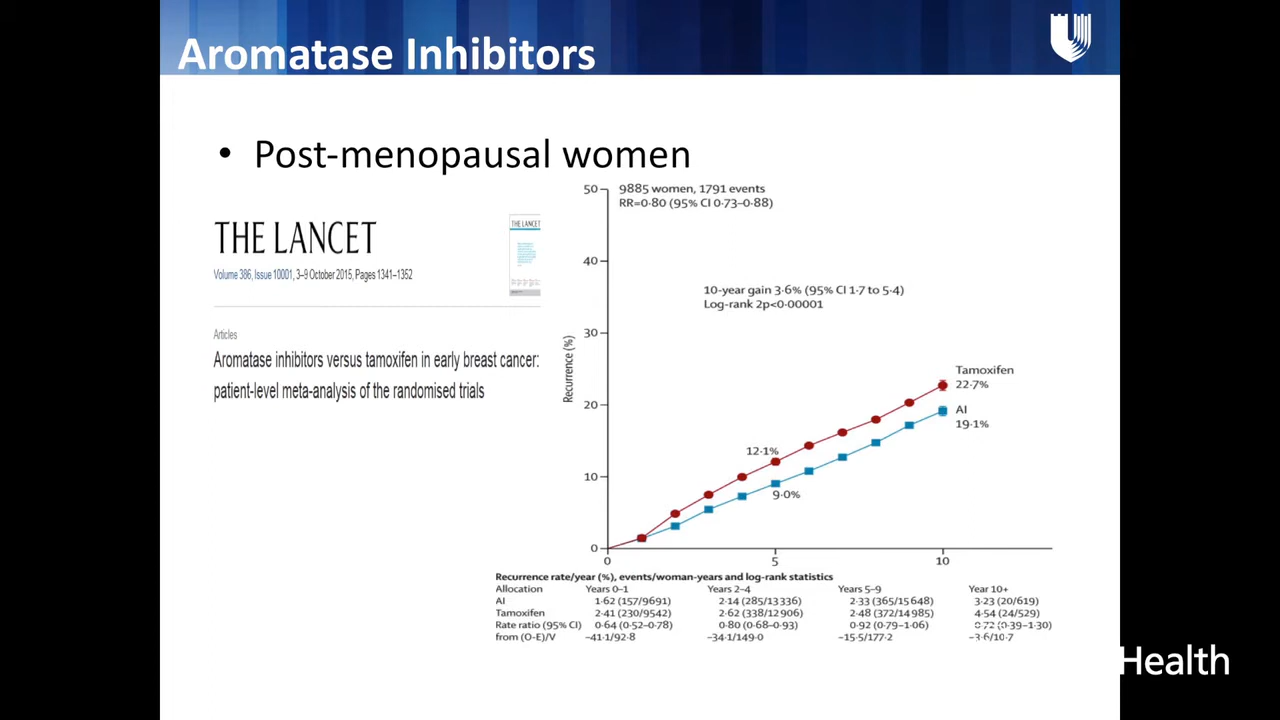 Aromatase Inhibitors
• Post-menopausal women
THE LANCET
Volume 386, Issue 10001, 3–9 October 2015, Pages 1341–1352
THE LANCET
Articles
Aromatase inhibitors versus tamoxifen in early breast cancer:
patient-level meta-analysis of the randomised trials
50
9885 women, 1791 events
RR=0·80 (95% CI 0·73–0·88)
40
10-year gain 3·6% (95% CI 1·7 to 5·4)
Log-rank 2p<0·00001
30
Recurrence (%)
Tamoxifen
22·7%
20
AI
19·1%
12·1%
10
9·0%
0
0 5 10
Recurrence rate/year (%), events/woman-years and log-rank statistics
Allocation Years 0–1 Years 2–4 Years 5–9 Year 10+
AI 1·62 (157/9691) 2·14 (285/13 336) 2·33 (365/15 648) 3·23 (20/619)
Tamoxifen 2·41 (230/9542) 2·62 (338/12 906) 2·48 (372/14 985) 4·54 (24/529)
Rate ratio (95% CI) 0·64 (0·52–0·78) 0·80 (0·68–0·93) 0·92 (0·79–1·06) 0·72 (0·39–1·30)
from (O-E)/V –41·1/92·8 –34·1/149·0 –15·5/177·2 –3·6/10·7
Health